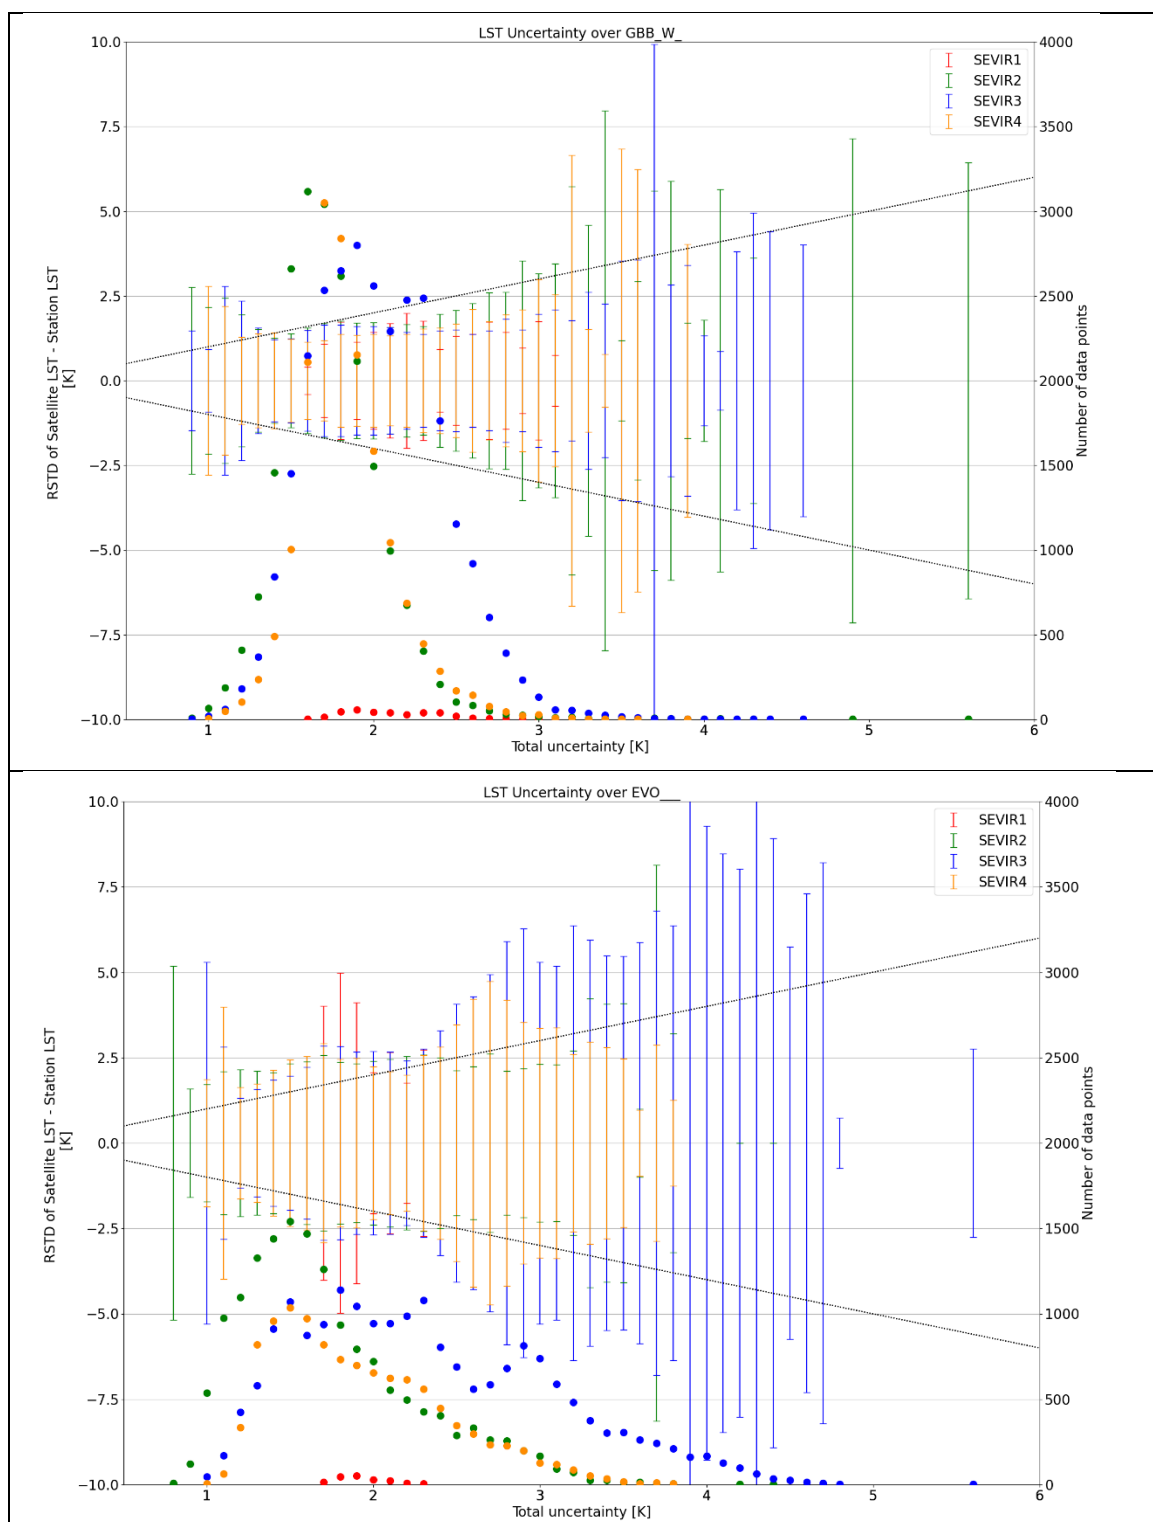 LST Uncertainty over GBB_W_
10.0
7.5
5.0
2.5
0.0
−2.5
−5.0
−7.5
−10.0
RSTD of Satellite LST - Station LST
[K]
SEVIR1
SEVIR2
SEVIR3
SEVIR4
4000
3500
3000
2500
2000
1500
1000
500
0
Number of data points
1 2 3 4 5 6
Total uncertainty [K]
LST Uncertainty over EVO___
10.0
7.5
5.0
2.5
0.0
−2.5
−5.0
−7.5
−10.0
RSTD of Satellite LST - Station LST
[K]
SEVIR1
SEVIR2
SEVIR3
SEVIR4
4000
3500
3000
2500
2000
1500
1000
500
0
Number of data points
1 2 3 4 5 6
Total uncertainty [K]